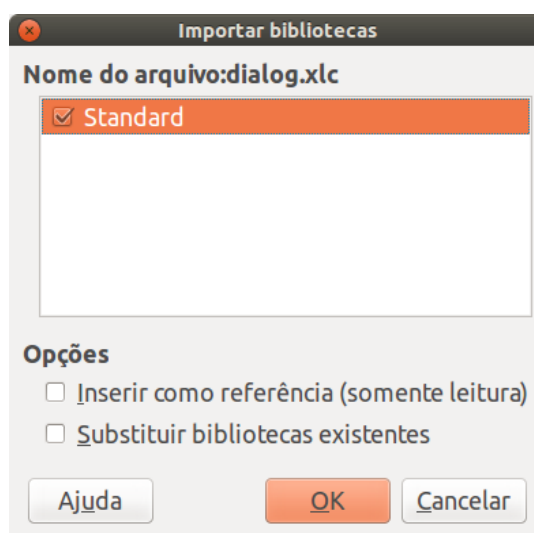 Importar bibliotecas
Nome do arquivo:dialog.xlc
Standard
Opções
Inserir como referência (somente leitura)
Substituir bibliotecas existentes
Ajuda OK Cancelar